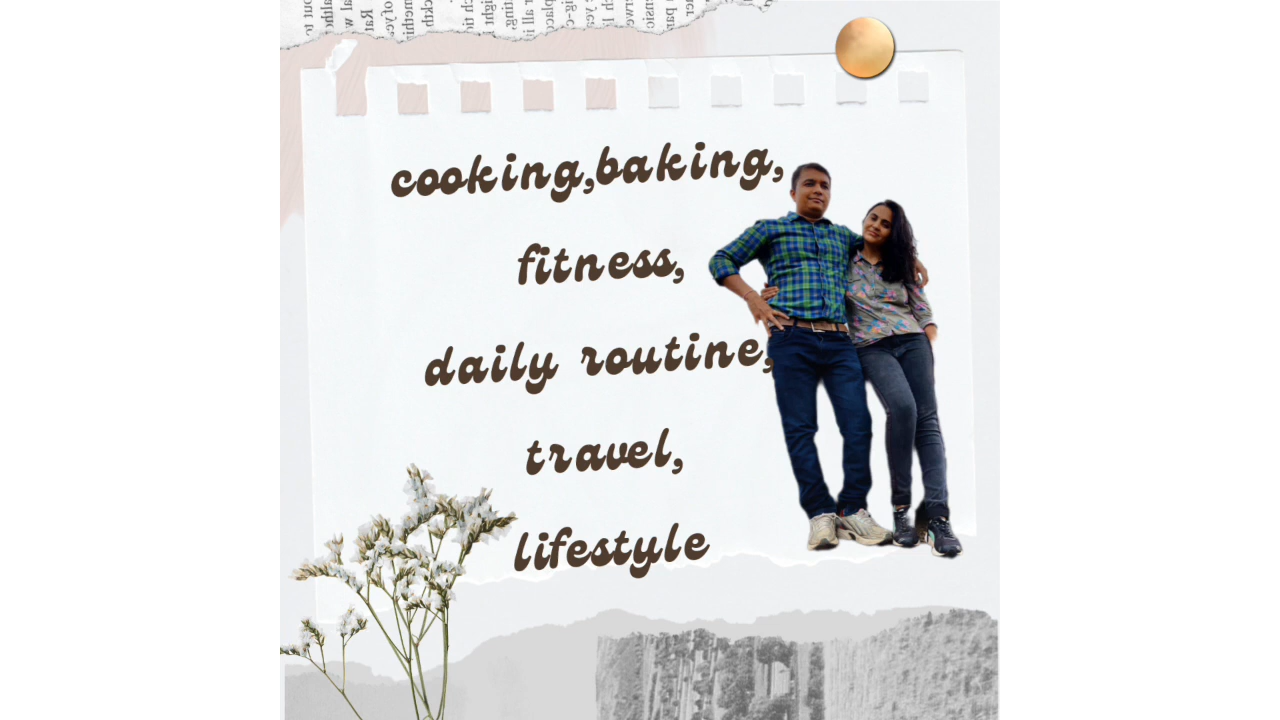 cooking,baking,
fitness,
daily routine,
travel,
lifestyle